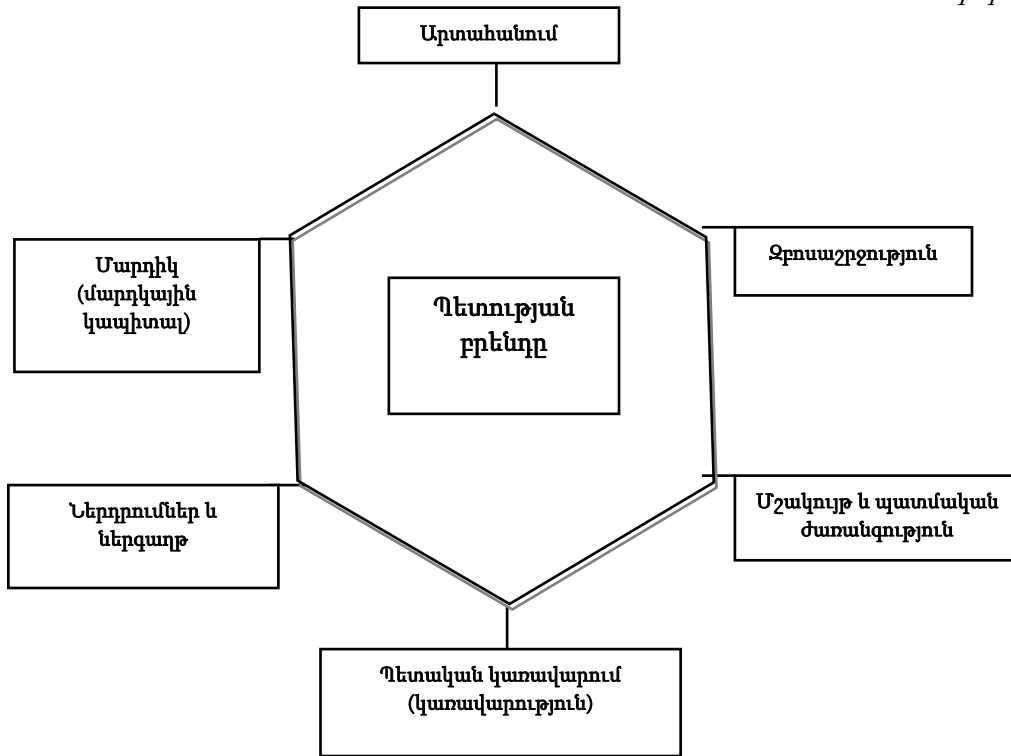 Արտահանում
Զբոսաշրջություն
Մարդիկ
(մարդկային
կապիտալ)
Պետության
բրենդը
Ներդրումներ և
ներգաղթ
Մշակույթ և պատմական
ժառանգություն
Պետական կառավարում
(կառավարություն)